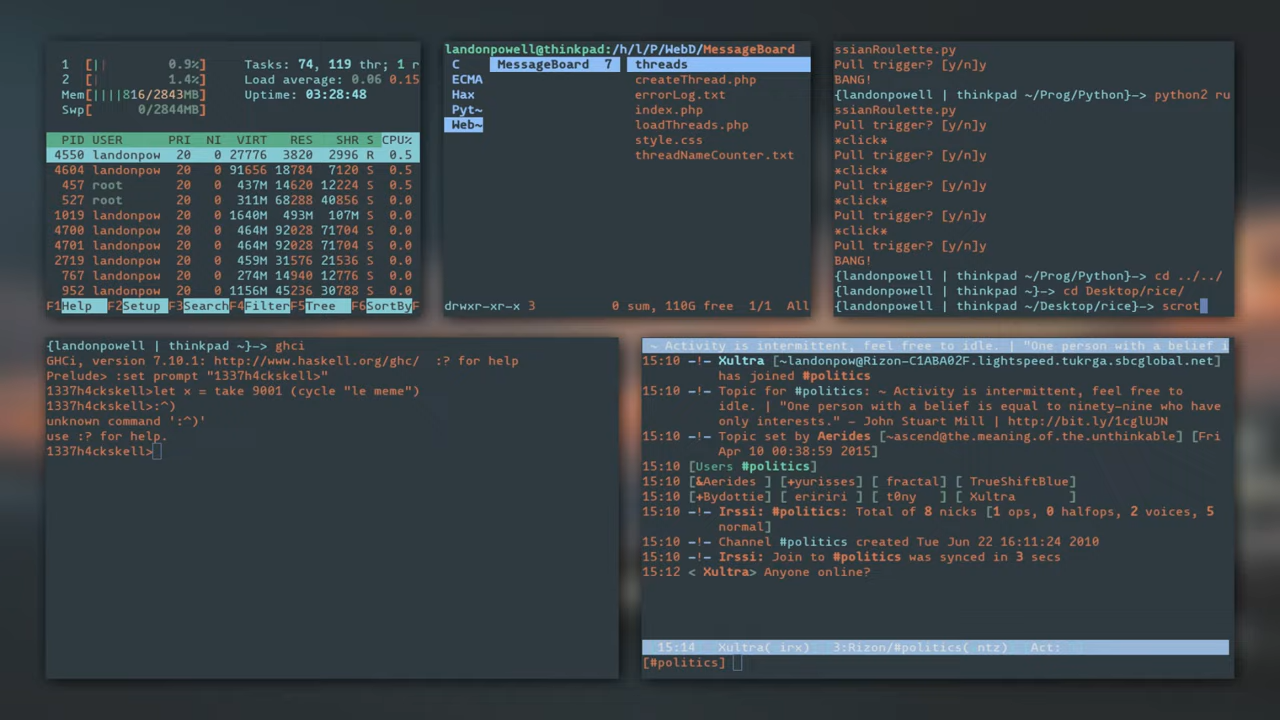 1 [|| 0.9%] Tasks: 74, 119 thr; 1 r
2 [| 1.4%] Load average: 0.06 0.15
Mem[||||816/2843MB] Uptime: 03:28:48
Swp[ 0/2844MB]
PID USER PRI NI VIRT RES SHR S CPU%
4550 landonpow 20 0 27776 3820 2996 R 0.5
4604 landonpow 20 0 91656 18784 7120 S 0.5
457 root 20 0 437M 14620 12224 S 0.5
527 root 20 0 311M 68288 40856 S 0.0
1019 landonpow 20 0 1640M 493M 107M S 0.0
4700 landonpow 20 0 464M 92028 71704 S 0.0
4701 landonpow 20 0 464M 92028 71704 S 0.0
2719 landonpow 20 0 459M 31576 21536 S 0.0
767 landonpow 20 0 274M 14940 12776 S 0.0
952 landonpow 20 0 1156M 43508 31300 S 0.0
F1Help F2Setup F3Search F4Filter F5Tree F6SortBy F
landonpowell@thinkpad:/h/l/P/WebD/MessageBoard
C MessageBoard 7 threads
ECMA createThread.php
Hax errorLog.txt
Pyt~ index.php
Web~ loadThreads.php
style.css
threadNameCounter.txt
drwxr-xr-x 3 0 sum, 110G free 1/1 All
ssianRoulette.py
Pull trigger? [y/n]y
BANG!
{landonpowell | thinkpad ~/Prog/Python}-> python2 ru
ssianRoulette.py
Pull trigger? [y/n]y
*click*
Pull trigger? [y/n]y
*click*
Pull trigger? [y/n]y
*click*
Pull trigger? [y/n]y
*click*
Pull trigger? [y/n]y
BANG!
{landonpowell | thinkpad ~/Prog/Python}-> cd ../../
{landonpowell | thinkpad ~}-> cd Desktop/rice/
{landonpowell | thinkpad ~/Desktop/rice}-> scrot
{landonpowell | thinkpad ~}-> ghci
GHCi, version 7.10.1: http://www.haskell.org/ghc/ :? for help
Prelude> :set prompt "1337h4ckskell>"
1337h4ckskell>let x = take 9001 (cycle "le meme")
1337h4ckskell>:^)
unknown command ':^)'
use :? for help.
1337h4ckskell>
~ Activity is intermittent, feel free to idle. | "One person with a belief i
15:10 -!- Xultra [~landonpow@Rizon-C1ABA02F.lightspeed.tukrga.sbcglobal.net]
has joined #politics
15:10 -!- Topic for #politics: ~ Activity is intermittent, feel free to
idle. | "One person with a belief is equal to ninety-nine who have
only interests." – John Stuart Mill | http://bit.ly/1cglUJN
15:10 -!- Topic set by Aerides [~ascend@the.meaning.of.the.unthinkable] [Fri
Apr 10 00:38:59 2015]
15:10 [Users #politics]
15:10 [&Aerides ] [+yurisses] [ fractal] [ TrueShiftBlue]
15:10 [+Bydottie] [ eririri ] [ t0ny ] [ Xultra ]
15:10 -!- Irssi: #politics: Total of 8 nicks [1 ops, 0 halfops, 2 voices, 5
normal]
15:10 -!- Channel #politics created Tue Jun 22 16:11:24 2010
15:10 -!- Irssi: Join to #politics was synced in 3 secs
15:12 < Xultra> Anyone online?
15:14 Xultra( irx) 3:Rizon/#politics( ntz) Act:
[#politics]